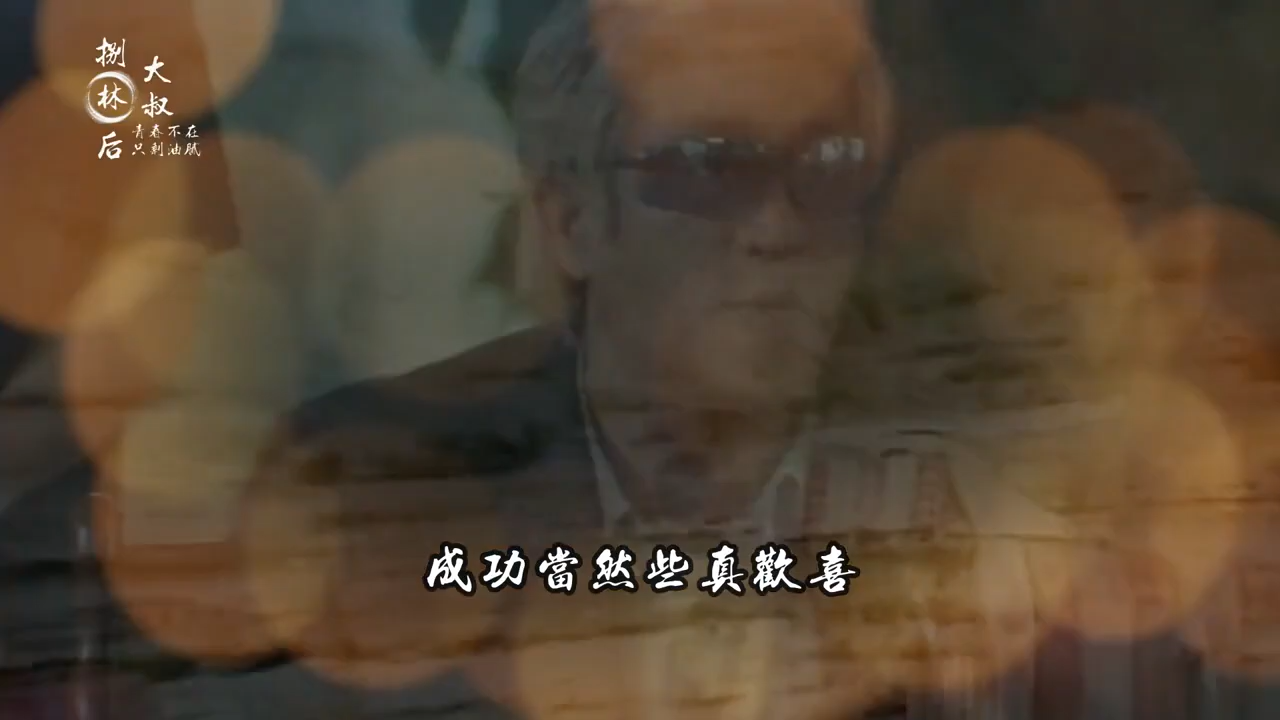 捌林后
大叔
青春不在
只剩油膩
成功當然些真歡喜